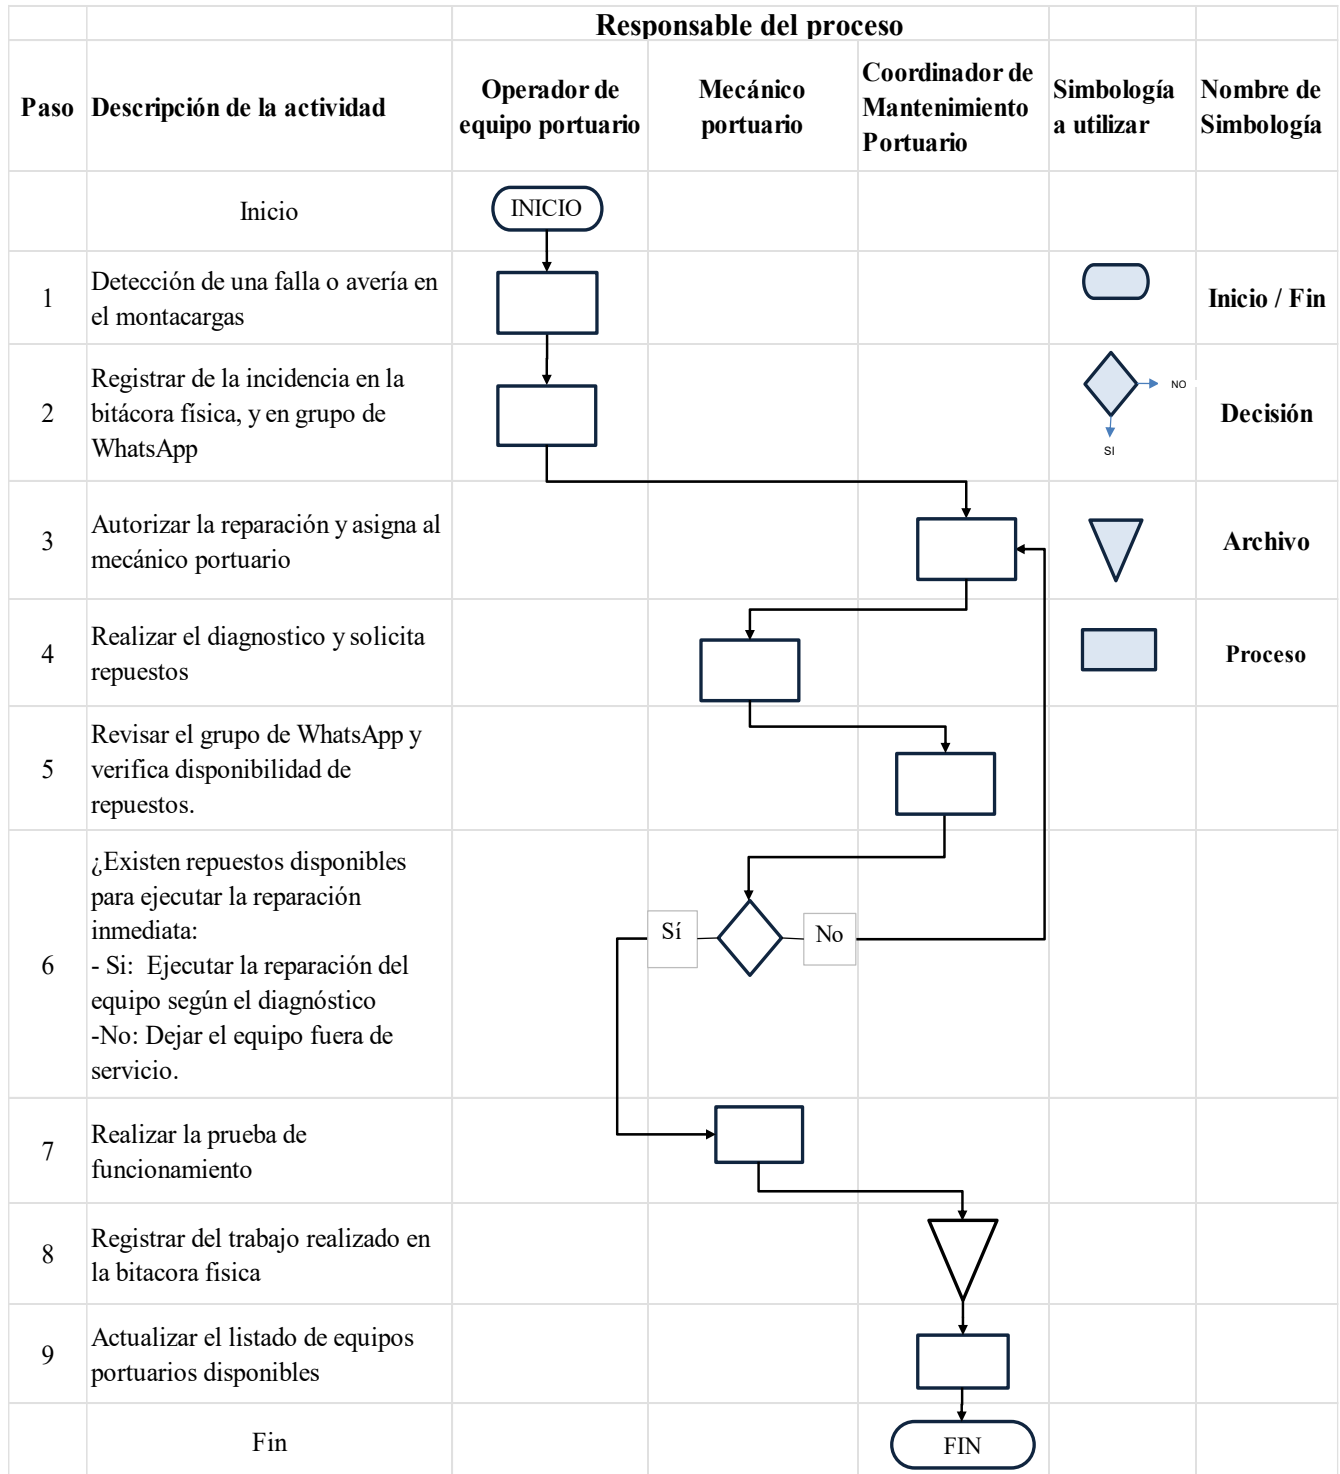 Responsable del proceso
Paso
Descripción de la actividad
Operador de
equipo portuario
Mecánico
portuario
Coordinador de
Mantenimiento
Portuario
Simbología
a utilizar
Nombre de
Simbología
Inicio
INICIO
1
Detección de una falla o avería en
el montacargas
Inicio / Fin
2
Registrar de la incidencia en la
bitácora física, y en grupo de
WhatsApp
NO
SI
Decisión
3
Autorizar la reparación y asigna al
mecánico portuario
Archivo
4
Realizar el diagnostico y solicita
repuestos
Proceso
5
Revisar el grupo de WhatsApp y
verifica disponibilidad de
repuestos.
6
¿Existen repuestos disponibles
para ejecutar la reparación
inmediata:
- Si:  Ejecutar la reparación del
equipo según el diagnóstico
-No: Dejar el equipo fuera de
servicio.
Sí
No
7
Realizar la prueba de
funcionamiento
8
Registrar del trabajo realizado en
la bitacora fisica
9
Actualizar el listado de equipos
portuarios disponibles
Fin
FIN